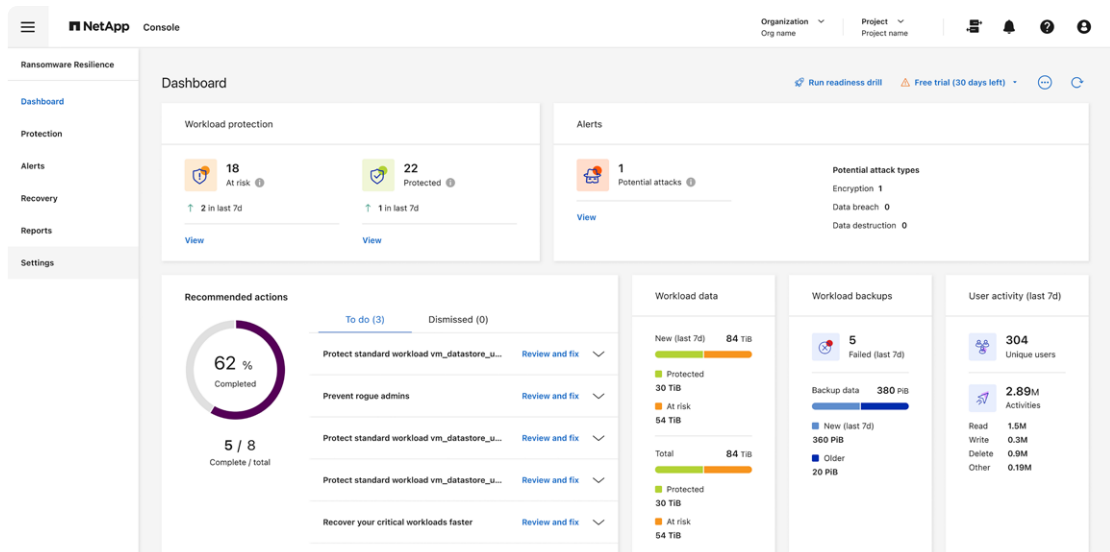 NetApp Console
Organization
Org name
Project
Project name
Ransomware Resilience
Dashboard
Protection
Alerts
Recovery
Reports
Settings
Dashboard
Run readiness drill
Free trial (30 days left)
Workload protection
18
At risk
2 in last 7d
View
22
Protected
1 in last 7d
View
Alerts
1
Potential attacks
View
Potential attack types
Encryption 1
Data breach 0
Data destruction 0
Recommended actions
62 %
Completed
5 / 8
Complete / total
To do (3) Dismissed (0)
Protect standard workload vm_datastore_u... Review and fix
Prevent rogue admins Review and fix
Protect standard workload vm_datastore_u... Review and fix
Protect standard workload vm_datastore_u... Review and fix
Recover your critical workloads faster Review and fix
Workload data
New (last 7d) 84 TiB
Protected
30 TiB
At risk
54 TiB
Total 84 TiB
Protected
30 TiB
At risk
54 TiB
Workload backups
5
Failed (last 7d)
Backup data 380 PiB
New (last 7d)
360 PiB
Older
20 PiB
User activity (last 7d)
304
Unique users
2.89M
Activities
Read 1.5M
Write 0.3M
Delete 0.9M
Other 0.19M